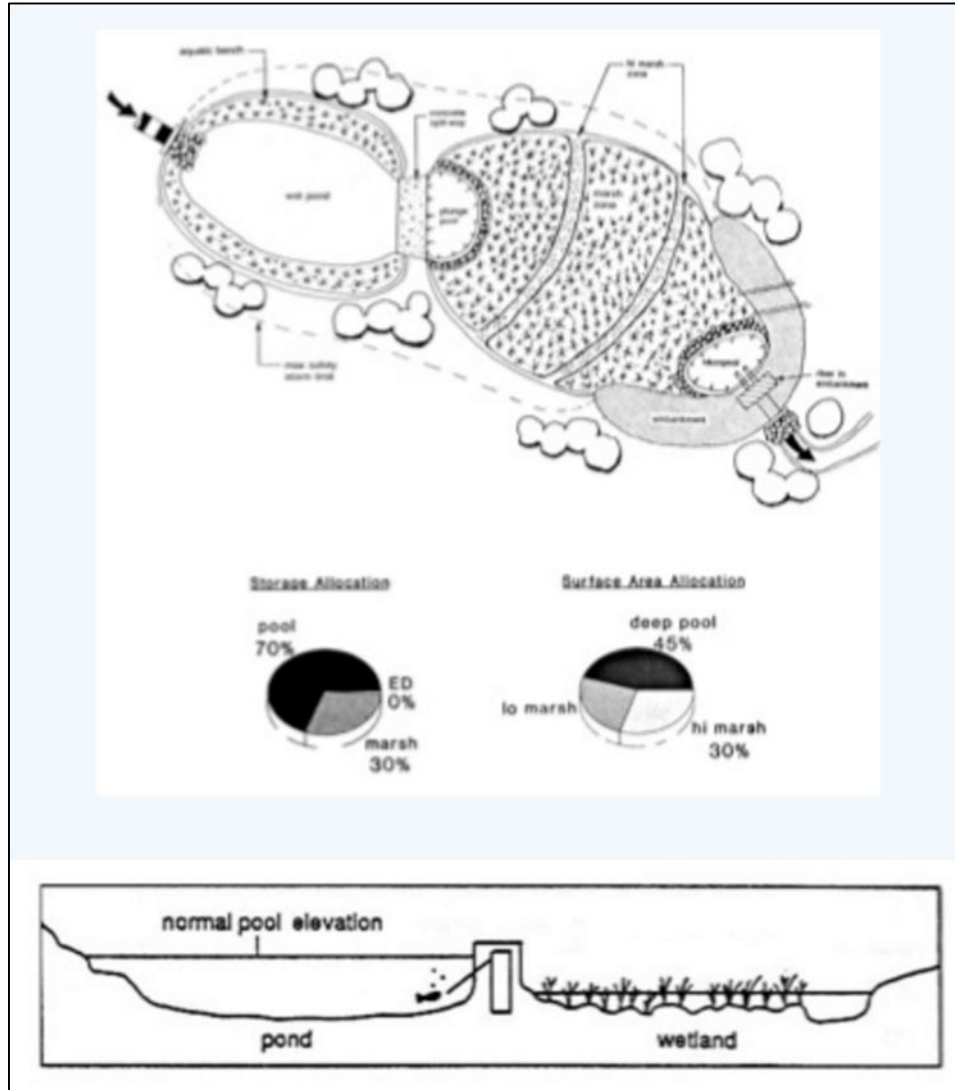 aquatic bench
hi marsh
zone
concrete
spill way
wet pond
plunge
pool
marsh
zone
max safety
storm limit
micropool
riser in
embankment
embankment
Storage Allocation
pool
70%
ED
0%
marsh
30%
Surface Area Allocation
deep pool
45%
lo marsh
hi marsh
30%
normal pool elevation
pond
wetland